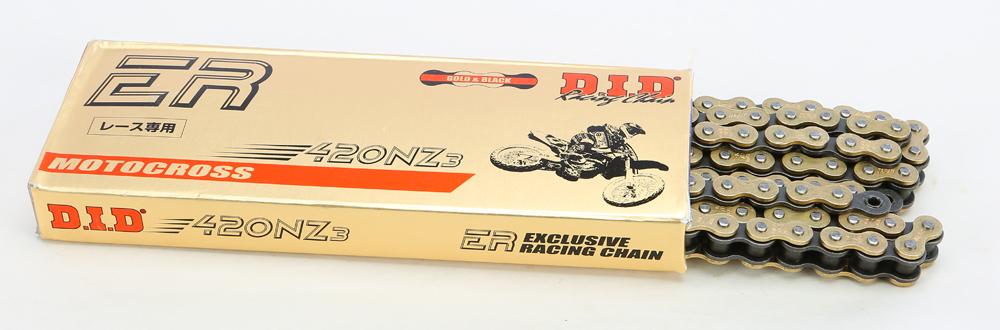 ER
レース専用
MOTOCROSS
420NZ3
GOLD & BLACK
D.I.D
Racing Chain
D.I.D
420NZ3
ER EXCLUSIVE
RACING CHAIN